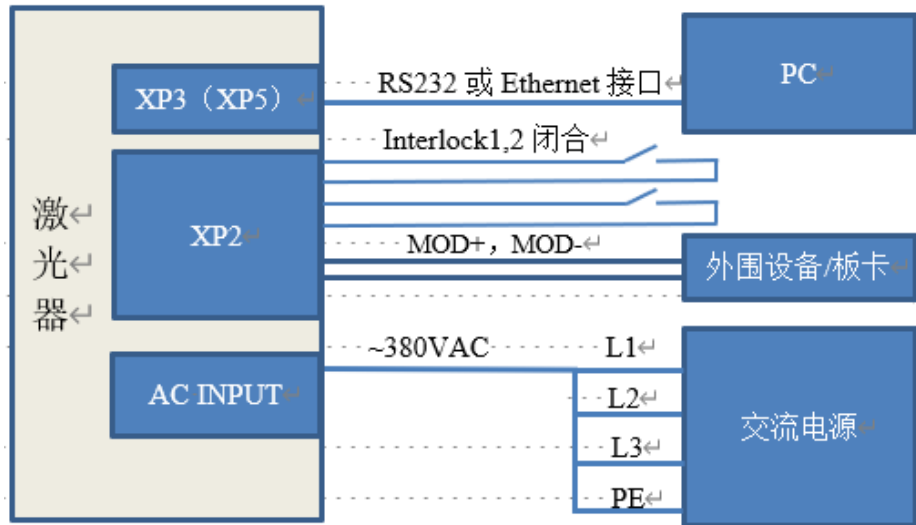 XP3（XP5）
RS232 或 Ethernet 接口
PC
Interlock1,2 闭合
激
光
器
XP2
MOD+，MOD-
外围设备/板卡
~380VAC
L1
AC INPUT
L2
交流电源
L3
PE